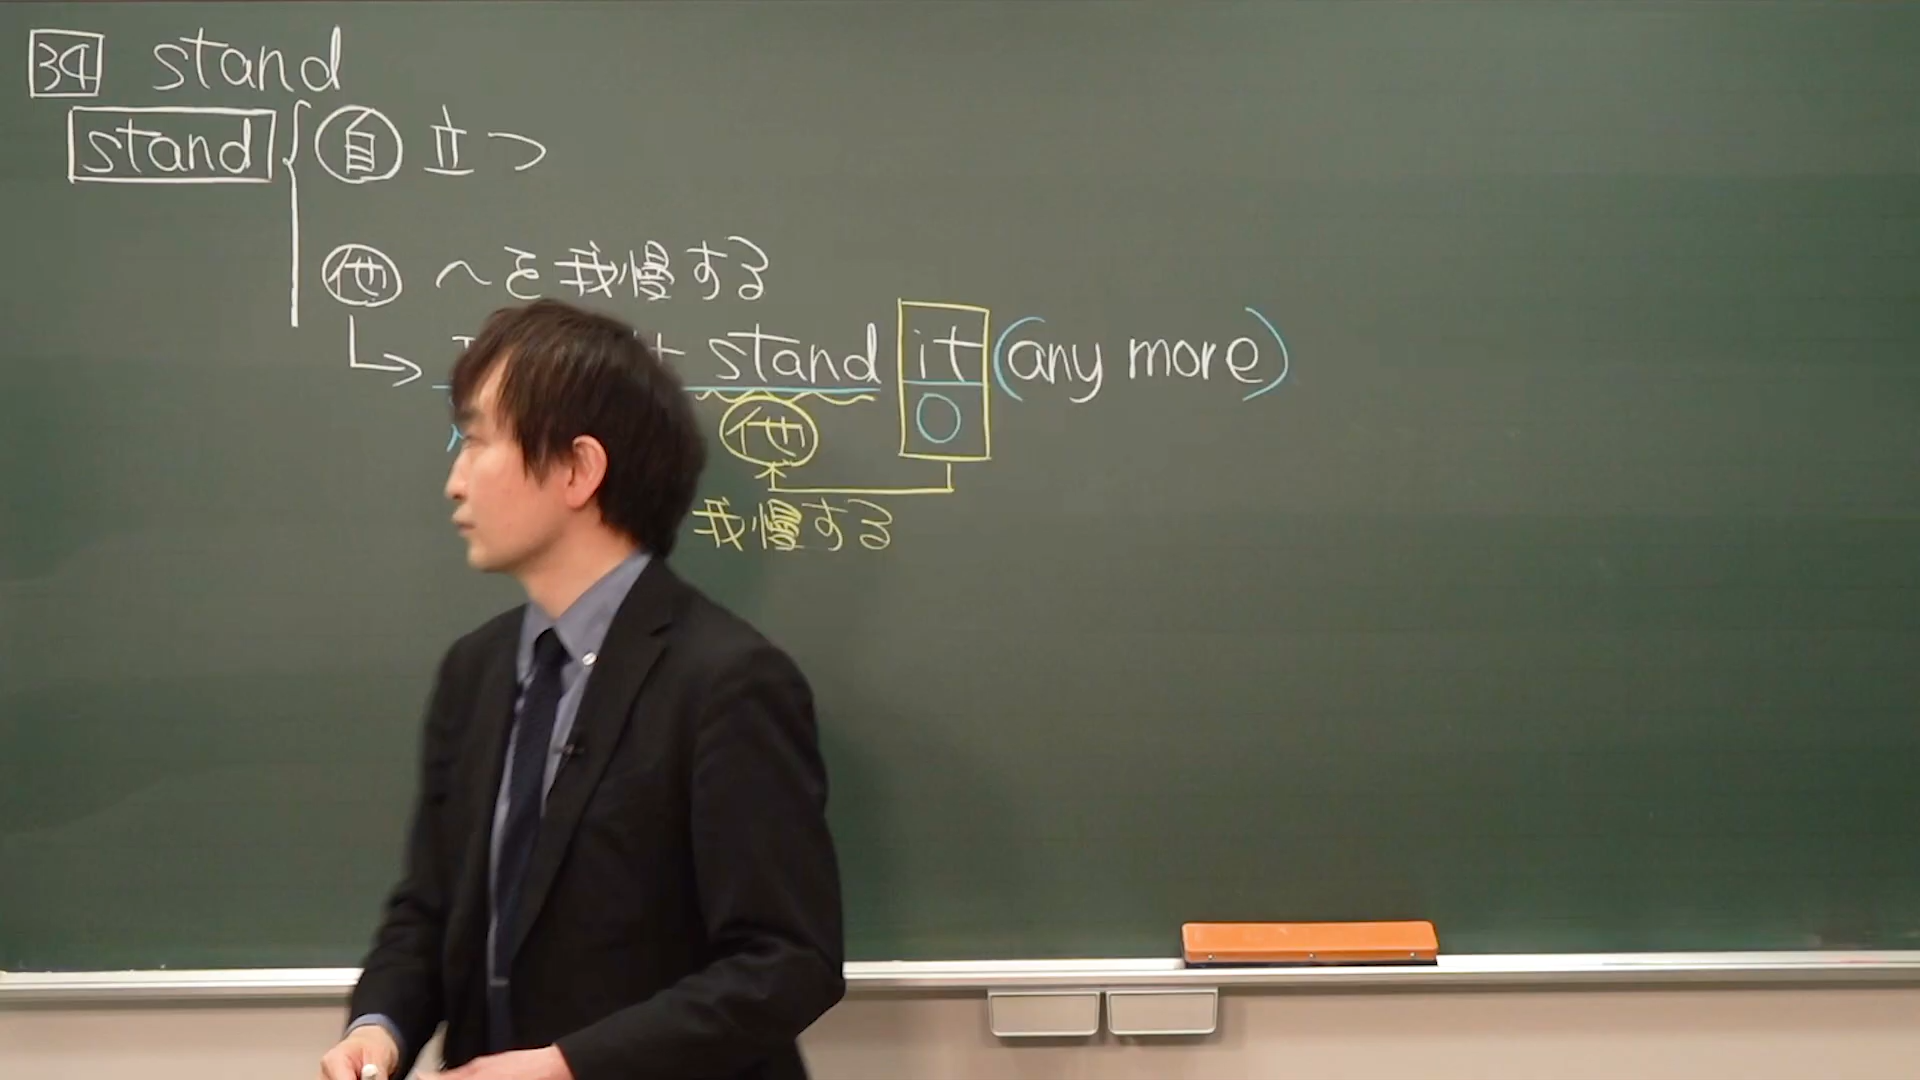 34 stand
stand 自 立つ
他 〜を我慢する
stand it (any more)
他 O
我慢する